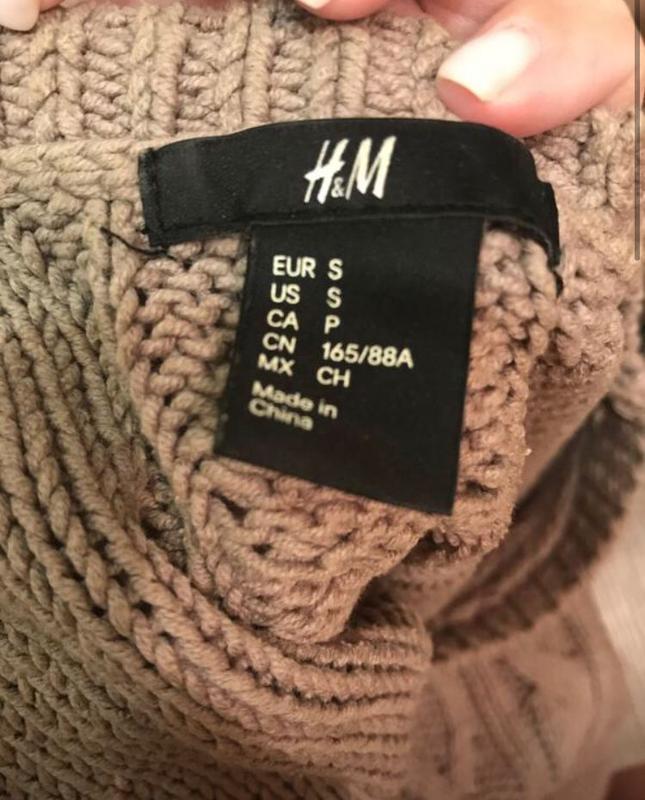 H&M
EUR S
US S
CA P
CN 165/88A
MX CH
Made in
China